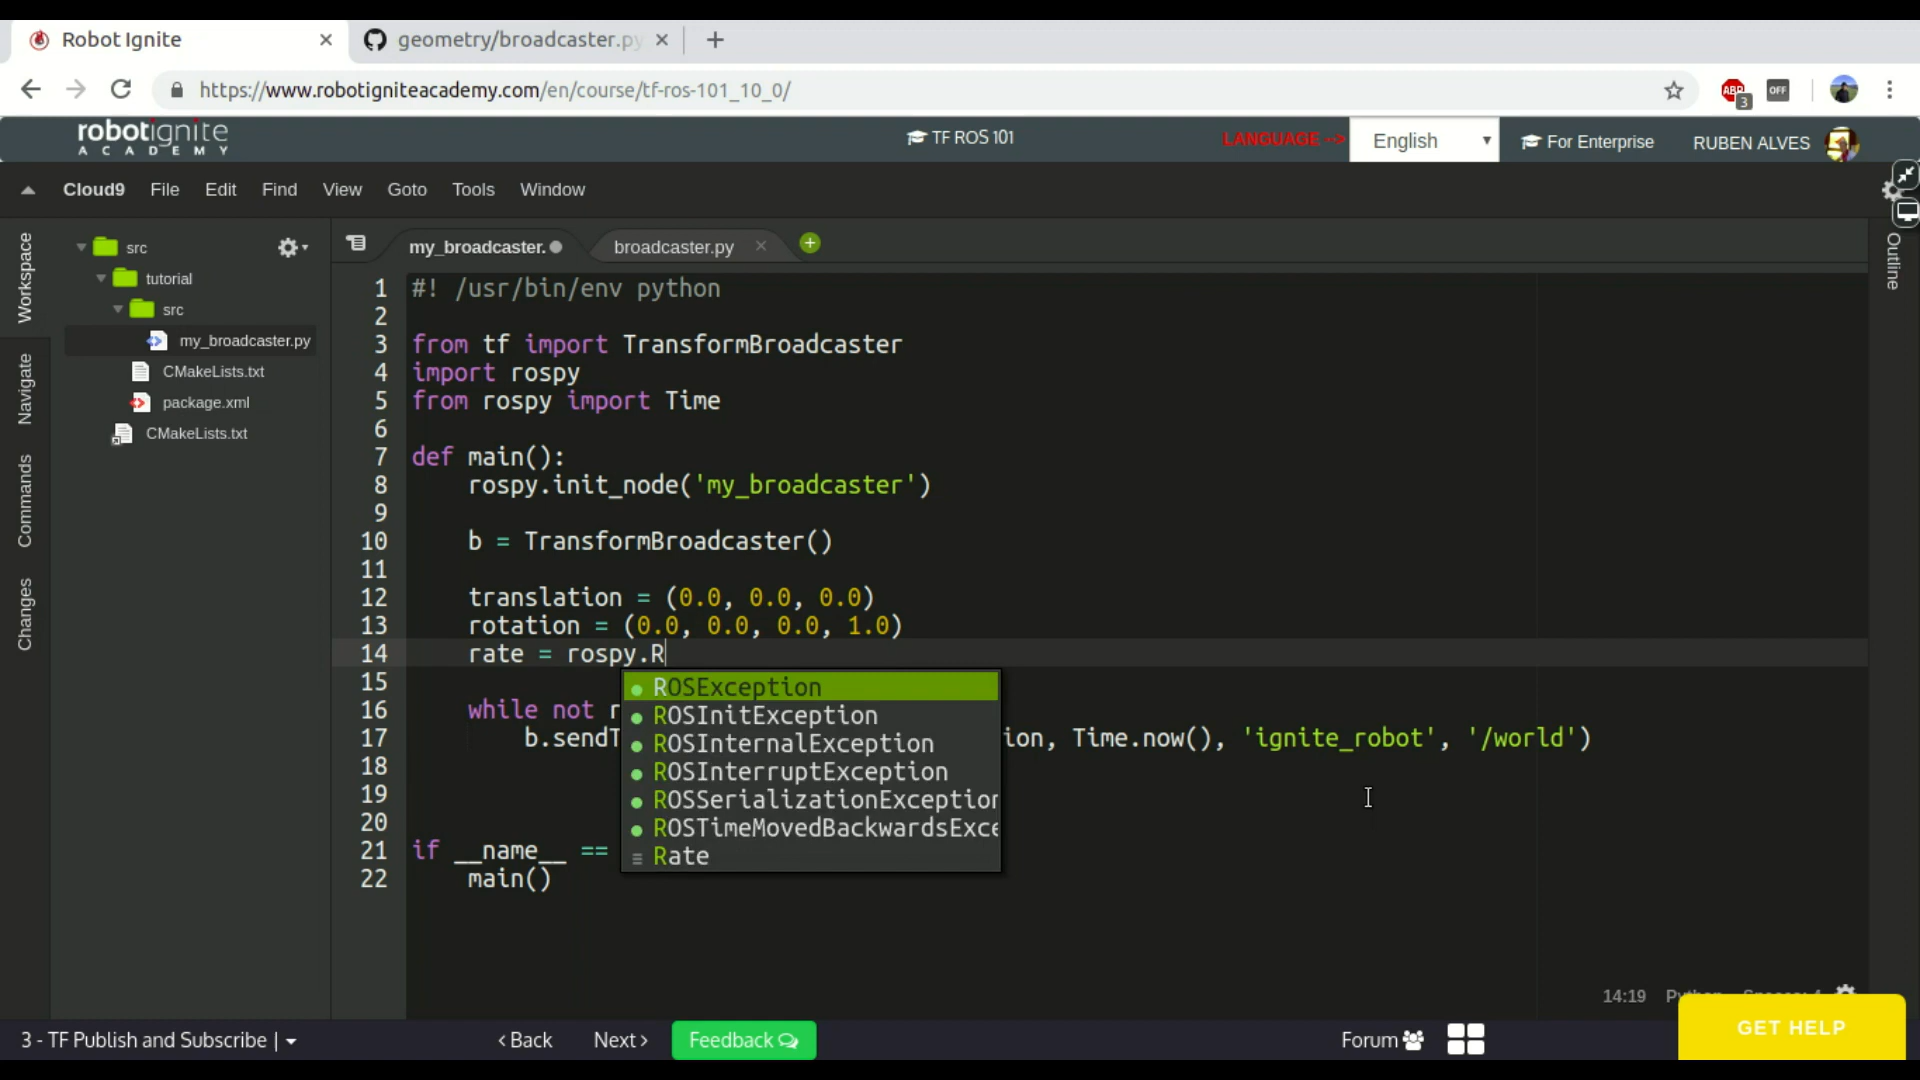 Robot Ignite
geometry/broadcaster.py
https://www.robotigniteacademy.com/en/course/tf-ros-101_10_0/
ABP
3
OFF
robotignite
ACADEMY
TF ROS 101
LANGUAGE -->
English
For Enterprise
RUBEN ALVES
Cloud9 File Edit Find View Goto Tools Window
Workspace
Navigate
Commands
Changes
Outline
src
tutorial
src
my_broadcaster.py
CMakeLists.txt
package.xml
CMakeLists.txt
my_broadcaster.
broadcaster.py
1 #! /usr/bin/env python
2
3 from tf import TransformBroadcaster
4 import rospy
5 from rospy import Time
6
7 def main():
8 rospy.init_node('my_broadcaster')
9
10 b = TransformBroadcaster()
11
12 translation = (0.0, 0.0, 0.0)
13 rotation = (0.0, 0.0, 0.0, 1.0)
14 rate = rospy.R
15
16 while not r
17 b.sendT ion, Time.now(), 'ignite_robot', '/world')
18
19
20
21 if __name__ ==
22 main()
ROSException
ROSInitException
ROSInternalException
ROSInterruptException
ROSSerializationException
ROSTimeMovedBackwardsExce
Rate
14:19
GET HELP
3 - TF Publish and Subscribe |
< Back
Next >
Feedback
Forum